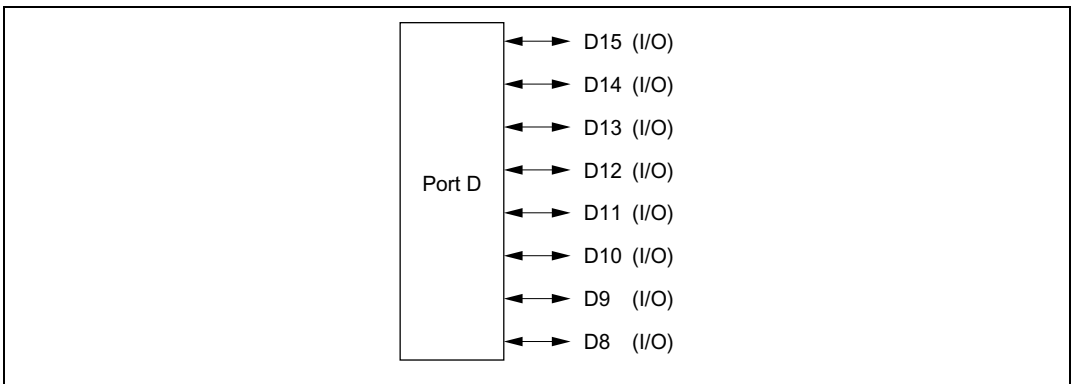 D15 (I/O)
D14 (I/O)
D13 (I/O)
D12 (I/O)
Port D
D11 (I/O)
D10 (I/O)
D9 (I/O)
D8 (I/O)